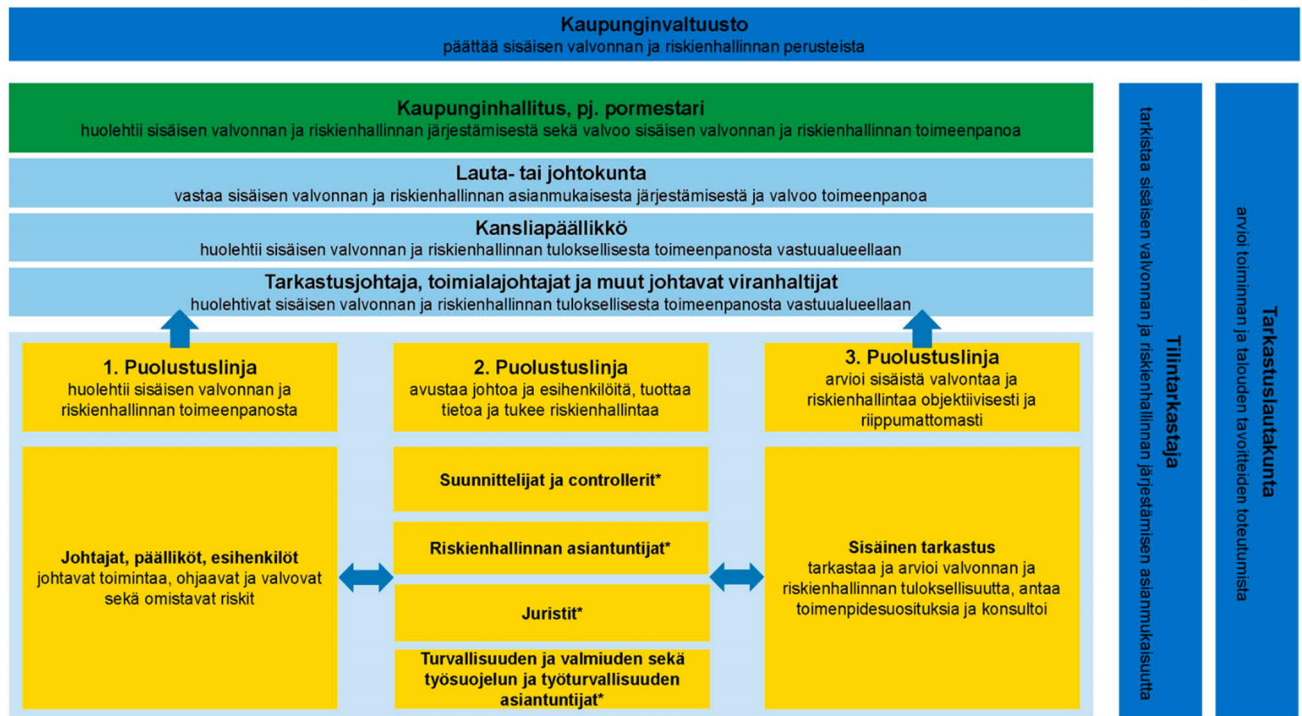 Kaupunginvaltuusto
päättää sisäisen valvonnan ja riskienhallinnan perusteista
Kaupunginhallitus, pj. pormestari
huolehtii sisäisen valvonnan ja riskienhallinnan järjestämisestä sekä valvoo sisäisen valvonnan ja riskienhallinnan toimeenpanoa
Lauta- tai johtokunta
vastaa sisäisen valvonnan ja riskienhallinnan asianmukaisesta järjestämisestä ja valvoo toimeenpanoa
Kansliapäällikkö
huolehtii sisäisen valvonnan ja riskienhallinnan tuloksellisesta toimeenpanosta vastuualueellaan
Tarkastusjohtaja, toimialajohtajat ja muut johtavat viranhaltijat
huolehtivat sisäisen valvonnan ja riskienhallinnan tuloksellisesta toimeenpanosta vastuualueellaan
1. Puolustuslinja
huolehtii sisäisen valvonnan ja
riskienhallinnan toimeenpanosta
Johtajat, päälliköt, esihenkilöt
johtavat toimintaa, ohjaavat ja valvovat
sekä omistavat riskit
2. Puolustuslinja
avustaa johtoa ja esihenkilöitä, tuottaa
tietoa ja tukee riskienhallintaa
Suunnittelijat ja controllerit*
Riskienhallinnan asiantuntijat*
Juristit*
Turvallisuuden ja valmiuden sekä
työsuojelun ja työturvallisuuden
asiantuntijat*
3. Puolustuslinja
arvioi sisäistä valvontaa ja
riskienhallintaa objektiivisesti ja
riippumattomasti
Sisäinen tarkastus
tarkastaa ja arvioi valvonnan ja
riskienhallinnan tuloksellisuutta, antaa
toimenpidesuosituksia ja konsultoi
Tilintarkastaja
tarkistaa sisäisen valvonnan ja riskienhallinnan järjestämisen asianmukaisuutta
Tarkastuslautakunta
arvioi toiminnan ja talouden tavoitteiden toteutumista